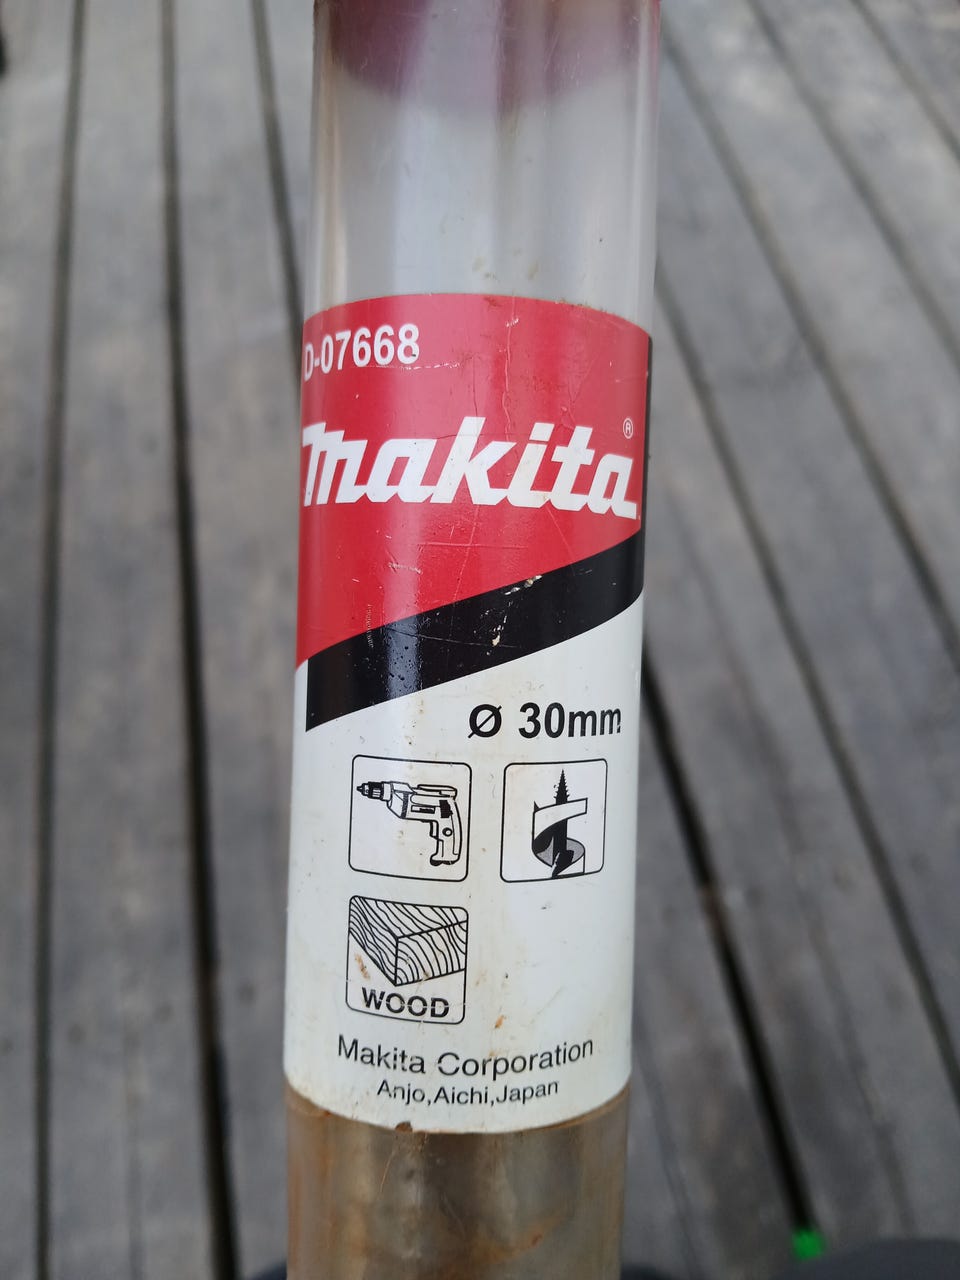 D-07668
Makita®
Ø 30mm
WOOD
Makita Corporation
Anjo,Aichi,Japan